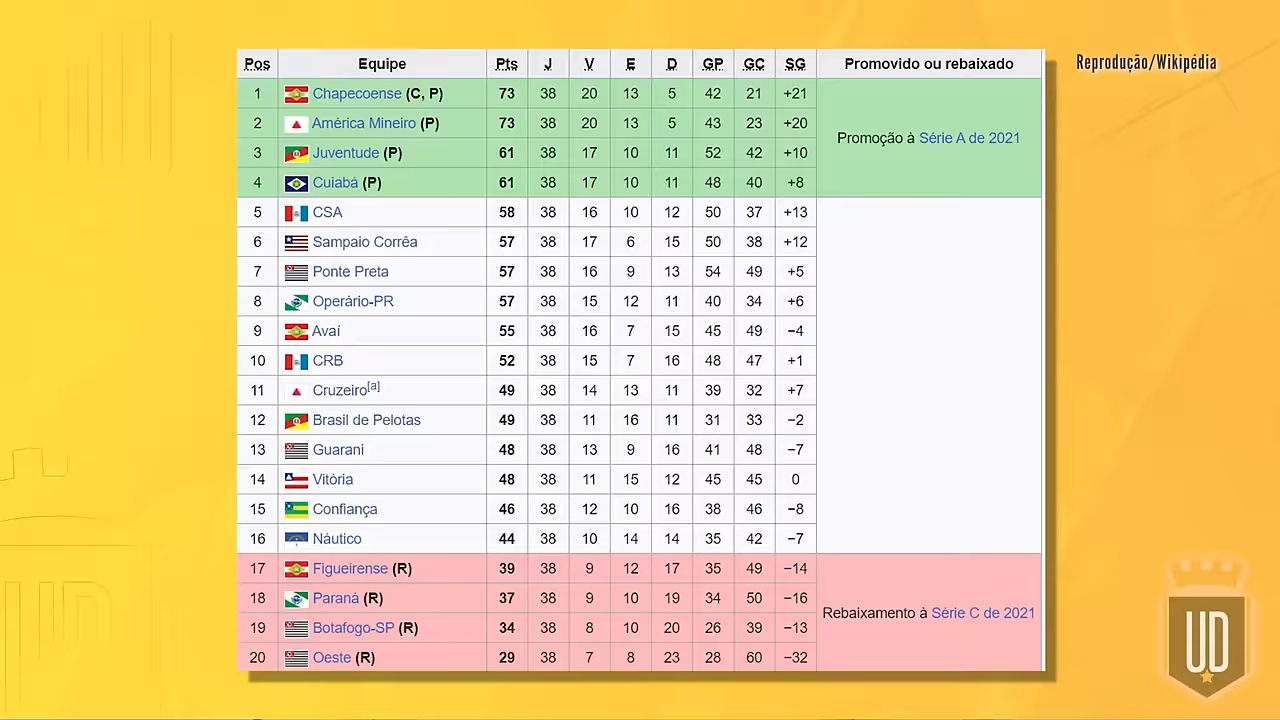 Pos Equipe Pts J V E D GP GC SG Promovido ou rebaixado
Reprodução/Wikipédia
1 Chapecoense (C, P) 73 38 20 13 5 42 21 +21
2 América Mineiro (P) 73 38 20 13 5 43 23 +20
Promoção à Série A de 2021
3 Juventude (P) 61 38 17 10 11 52 42 +10
4 Cuiabá (P) 61 38 17 10 11 48 40 +8
5 CSA 58 38 16 10 12 50 37 +13
6 Sampaio Corrêa 57 38 17 6 15 50 38 +12
7 Ponte Preta 57 38 16 9 13 54 49 +5
8 Operário-PR 57 38 15 12 11 40 34 +6
9 Avaí 55 38 16 7 15 45 49 −4
10 CRB 52 38 15 7 16 48 47 +1
11 Cruzeiro[a] 49 38 14 13 11 39 32 +7
12 Brasil de Pelotas 49 38 11 16 11 31 33 −2
13 Guarani 48 38 13 9 16 41 48 −7
14 Vitória 48 38 11 15 12 45 45 0
15 Confiança 46 38 12 10 16 38 46 −8
16 Náutico 44 38 10 14 14 35 42 −7
17 Figueirense (R) 39 38 9 12 17 35 49 −14
18 Paraná (R) 37 38 9 10 19 34 50 −16
Rebaixamento à Série C de 2021
19 Botafogo-SP (R) 34 38 8 10 20 26 39 −13
20 Oeste (R) 29 38 7 8 23 28 60 −32
UD